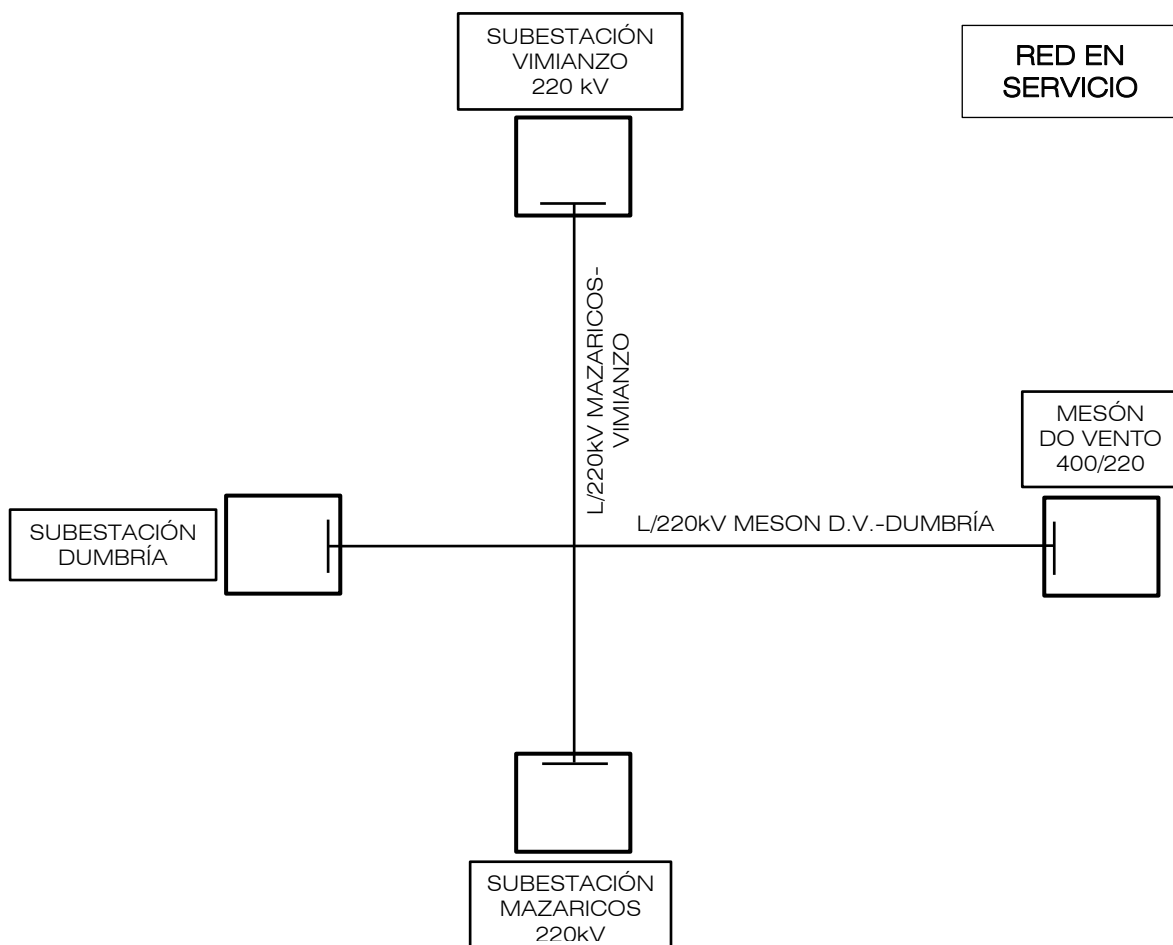 SUBESTACIÓN
VIMIANZO
220 kV
RED EN
SERVICIO
L/220kV MAZARICOS-
VIMIANZO
MESÓN
DO VENTO
400/220
SUBESTACIÓN
DUMBRÍA
L/220kV MESON D.V.-DUMBRÍA
SUBESTACIÓN
MAZARICOS
220kV